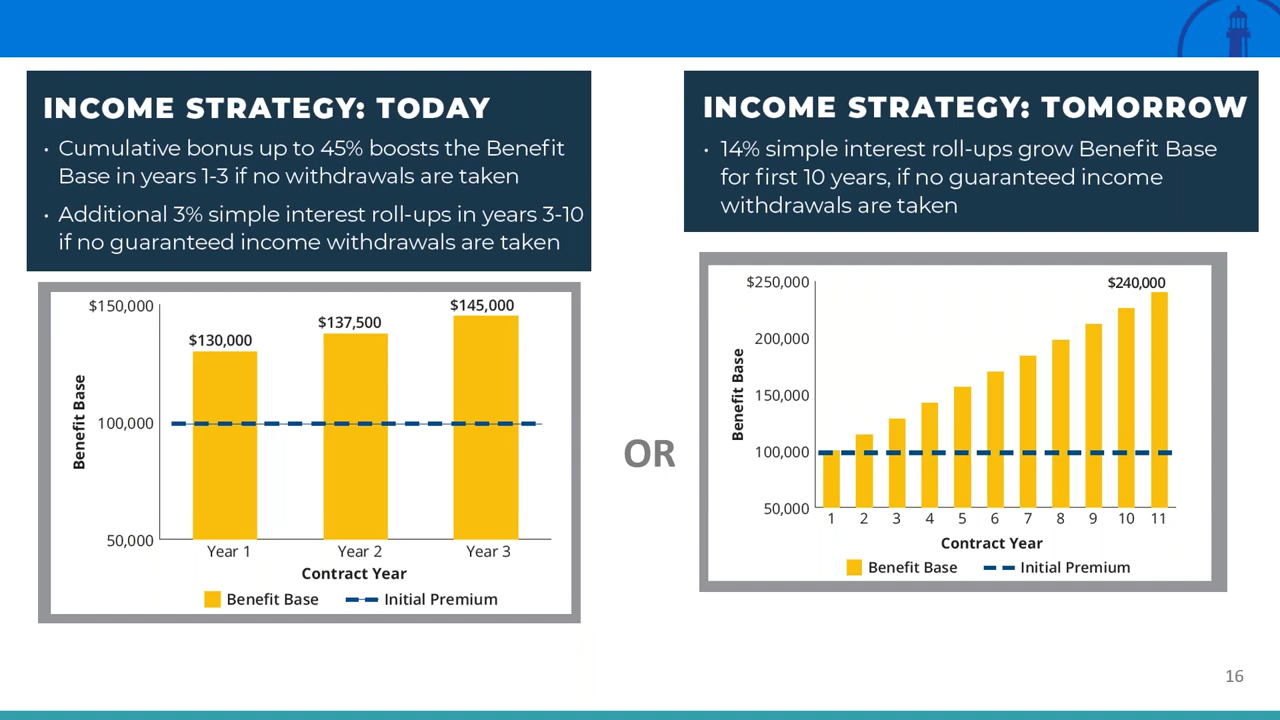 INCOME STRATEGY: TODAY
• Cumulative bonus up to 45% boosts the Benefit
Base in years 1-3 if no withdrawals are taken
• Additional 3% simple interest roll-ups in years 3-10
if no guaranteed income withdrawals are taken
$150,000
100,000
50,000
Benefit Base
$130,000
$137,500
$145,000
Year 1
Year 2
Year 3
Contract Year
Benefit Base
Initial Premium
OR
INCOME STRATEGY: TOMORROW
• 14% simple interest roll-ups grow Benefit Base
for first 10 years, if no guaranteed income
withdrawals are taken
$250,000
200,000
150,000
100,000
50,000
Benefit Base
$240,000
1 2 3 4 5 6 7 8 9 10 11
Contract Year
Benefit Base
Initial Premium
16